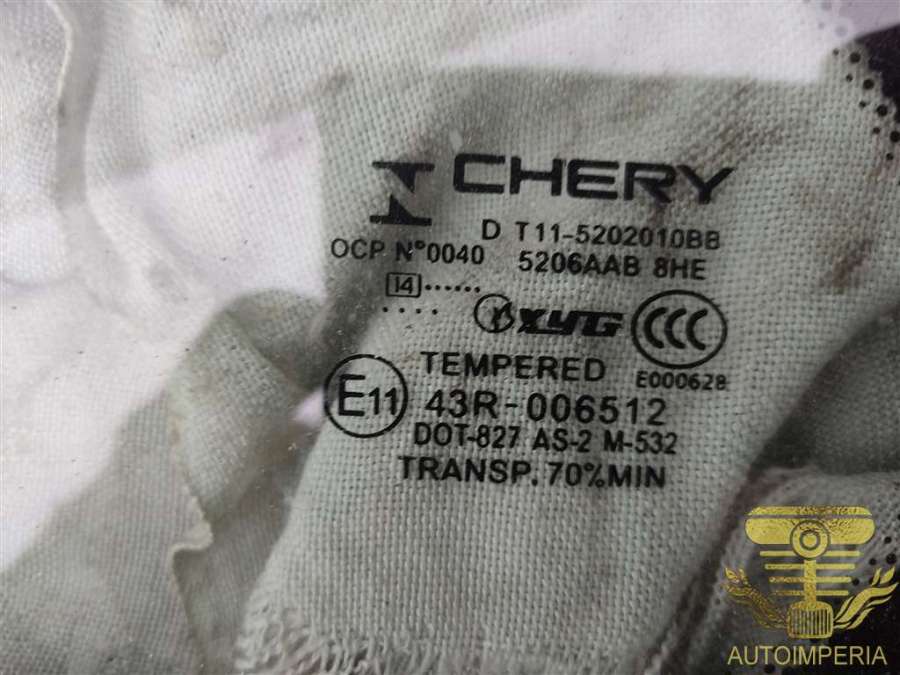 CHERY
D T11-5202010BB
OCP N°0040 5206AAB 8HE
14......
....
XYG CCC
E000628
TEMPERED
E11 43R-006512
DOT-827 AS-2 M-532
TRANSP. 70%MIN
AUTOIMPERIA